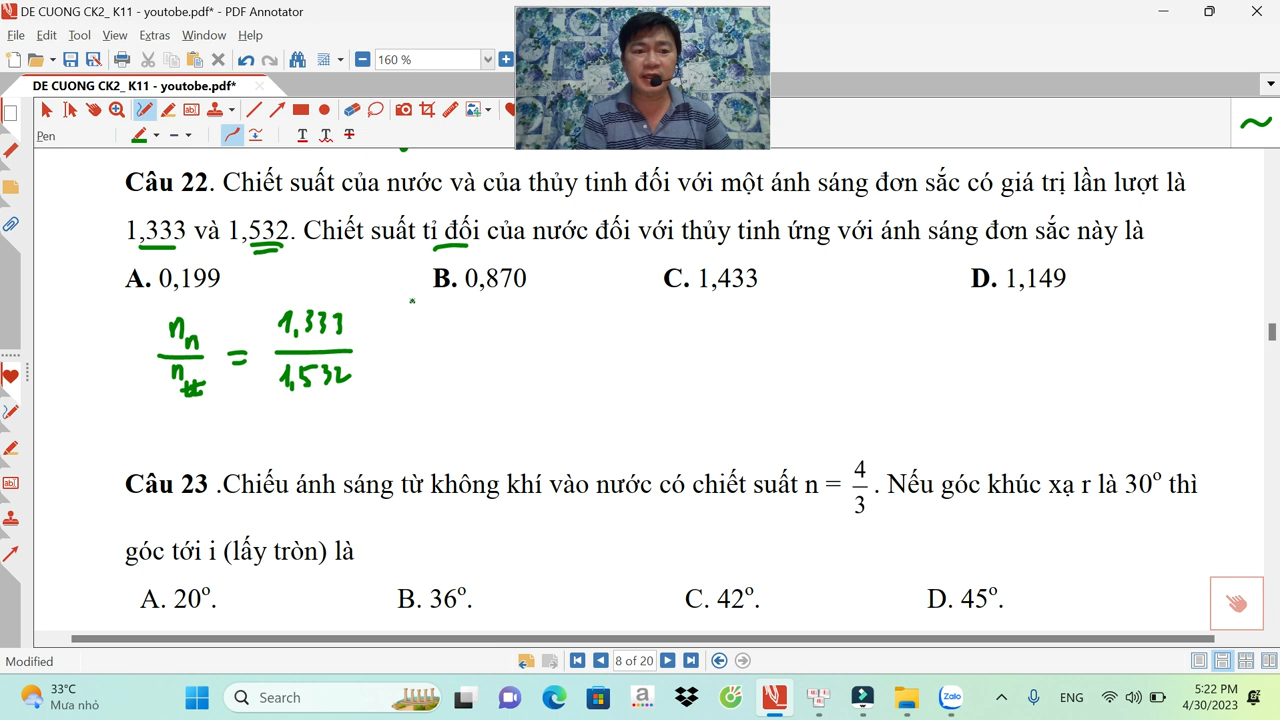 DE CUONG CK2_ K11 - youtobe.pdf* - PDF Annotator
File Edit Tool View Extras Window Help
160 %
DE CUONG CK2_ K11 - youtobe.pdf*
Pen
Câu 22. Chiết suất của nước và của thủy tinh đối với một ánh sáng đơn sắc có giá trị lần lượt là
1,333 và 1,532. Chiết suất tỉ đối của nước đối với thủy tinh ứng với ánh sáng đơn sắc này là
A. 0,199 B. 0,870 C. 1,433 D. 1,149
n_n / n_tt = 1,333 / 1,532
Câu 23 .Chiếu ánh sáng từ không khí vào nước có chiết suất n = 4/3. Nếu góc khúc xạ r là 30° thì
góc tới i (lấy tròn) là
A. 20°. B. 36°. C. 42°. D. 45°.
Modified 8 of 20
33°C
Mưa nhỏ
Search
Zalo
ENG
5:22 PM
4/30/2023